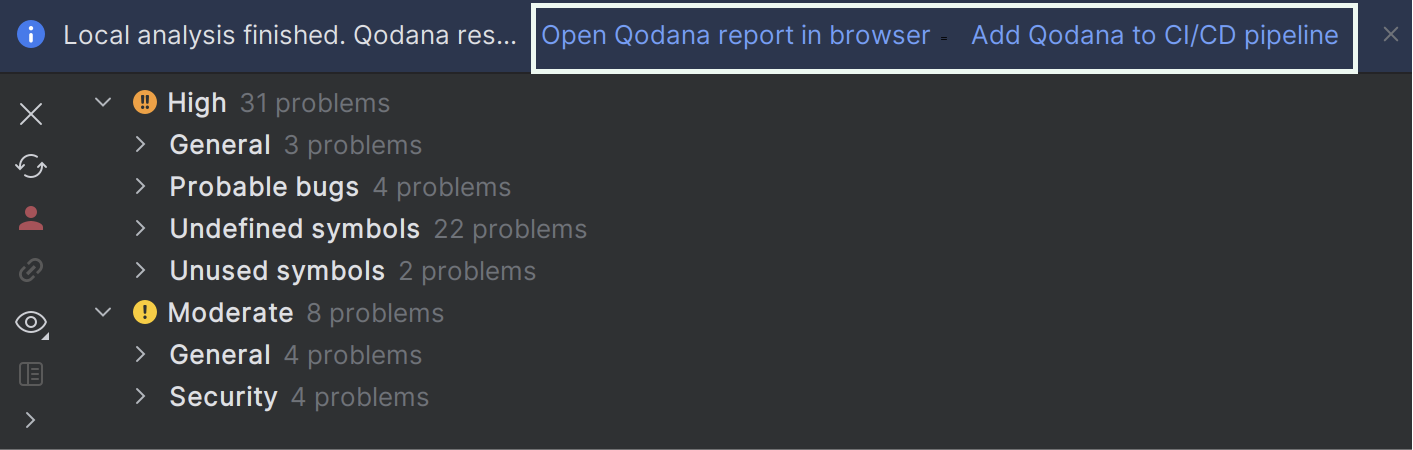 Local analysis finished. Qodana res... Open Qodana report in browser Add Qodana to CI/CD pipeline
High 31 problems
General 3 problems
Probable bugs 4 problems
Undefined symbols 22 problems
Unused symbols 2 problems
Moderate 8 problems
General 4 problems
Security 4 problems